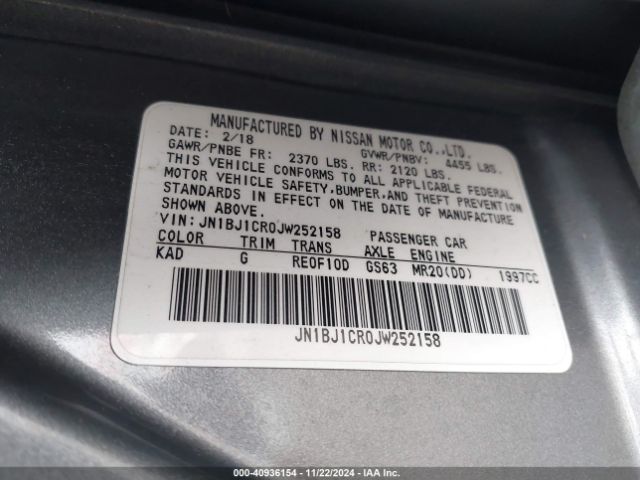 MANUFACTURED BY NISSAN MOTOR CO.,LTD.
DATE: 2/18 GVWR/PNBV: 4455 LBS.
GAWR/PNBE FR: 2370 LBS. RR: 2120 LBS.
THIS VEHICLE CONFORMS TO ALL APPLICABLE FEDERAL
MOTOR VEHICLE SAFETY,BUMPER,AND THEFT PREVENTION
STANDARDS IN EFFECT ON THE DATE OF MANUFACTURE
SHOWN ABOVE.
VIN: JN1BJ1CR0JW252158 PASSENGER CAR
COLOR TRIM TRANS AXLE ENGINE
KAD G RE0F10D GS63 MR20(DD) 1997CC
JN1BJ1CR0JW252158
000-40936154 - 11/22/2024 - IAA Inc.